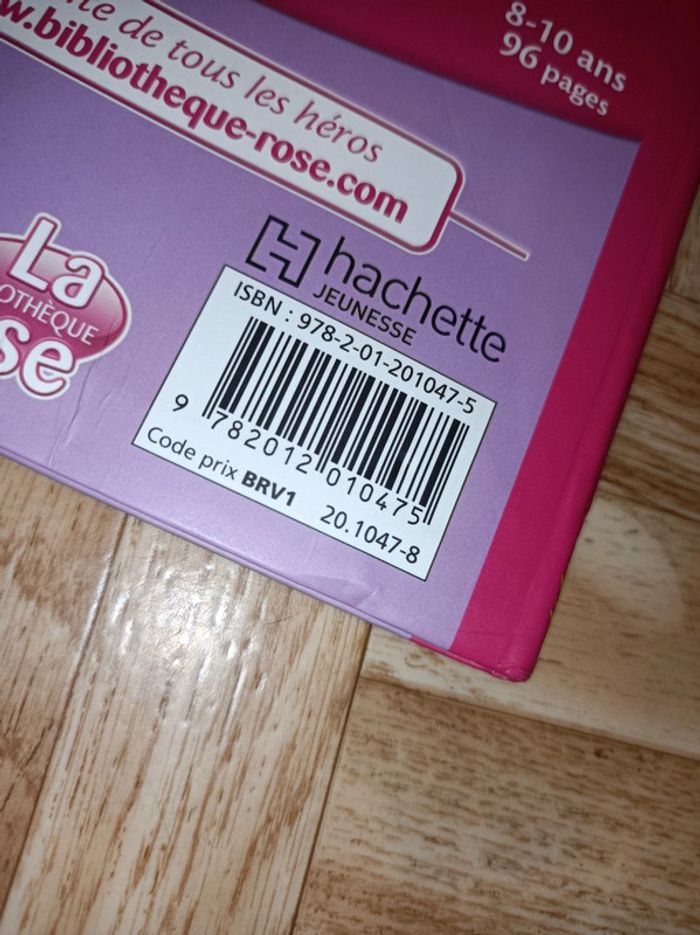 8-10 ans
96 pages
de tous les héros
w.bibliotheque-rose.com
La
OTHÈQUE
se
hachette
JEUNESSE
ISBN : 978-2-01-201047-5
9 782012 010475
Code prix BRV1 20.1047-8